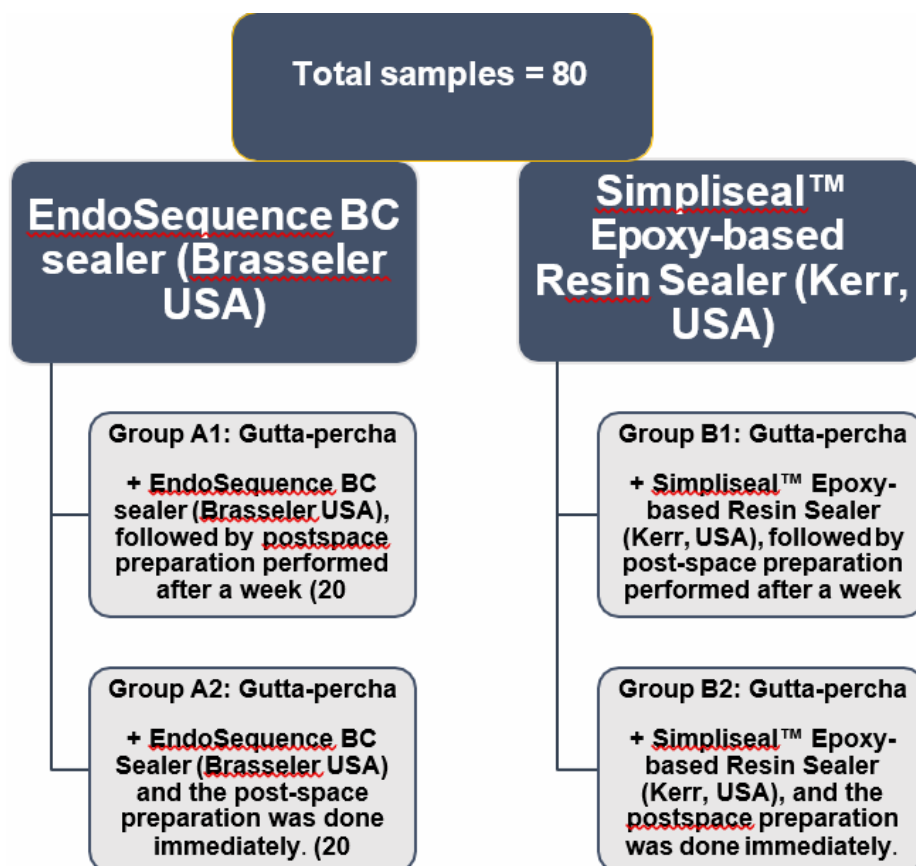 Total samples = 80
EndoSequence BC
sealer (Brasseler
USA)
Simpliseal™
Epoxy-based
Resin Sealer (Kerr,
USA)
Group A1: Gutta-percha
+ EndoSequence BC
sealer (Brasseler USA),
followed by postspace
preparation performed
after a week (20
Group B1: Gutta-percha
+ Simpliseal™ Epoxy-
based Resin Sealer
(Kerr, USA), followed by
post-space preparation
performed after a week
Group A2: Gutta-percha
+ EndoSequence BC
Sealer (Brasseler USA)
and the post-space
preparation was done
immediately. (20
Group B2: Gutta-percha
+ Simpliseal™ Epoxy-
based Resin Sealer
(Kerr, USA), and the
postspace preparation
was done immediately.